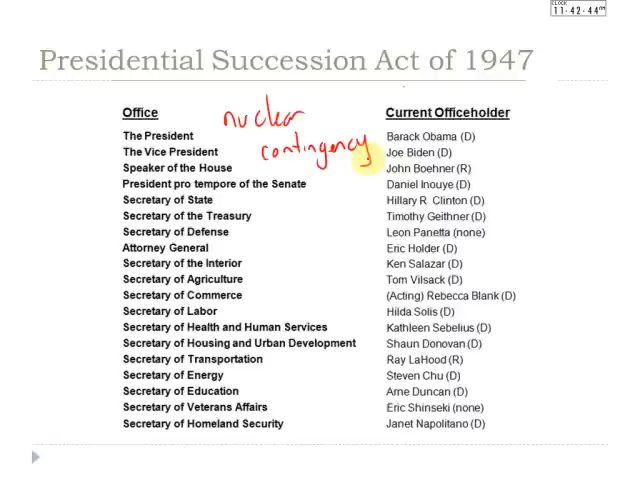 CLOCK
11:42:44 AM
Presidential Succession Act of 1947
Office Current Officeholder
nuclear
contingency
The President Barack Obama (D)
The Vice President Joe Biden (D)
Speaker of the House John Boehner (R)
President pro tempore of the Senate Daniel Inouye (D)
Secretary of State Hillary R. Clinton (D)
Secretary of the Treasury Timothy Geithner (D)
Secretary of Defense Leon Panetta (none)
Attorney General Eric Holder (D)
Secretary of the Interior Ken Salazar (D)
Secretary of Agriculture Tom Vilsack (D)
Secretary of Commerce (Acting) Rebecca Blank (D)
Secretary of Labor Hilda Solis (D)
Secretary of Health and Human Services Kathleen Sebelius (D)
Secretary of Housing and Urban Development Shaun Donovan (D)
Secretary of Transportation Ray LaHood (R)
Secretary of Energy Steven Chu (D)
Secretary of Education Arne Duncan (D)
Secretary of Veterans Affairs Eric Shinseki (none)
Secretary of Homeland Security Janet Napolitano (D)